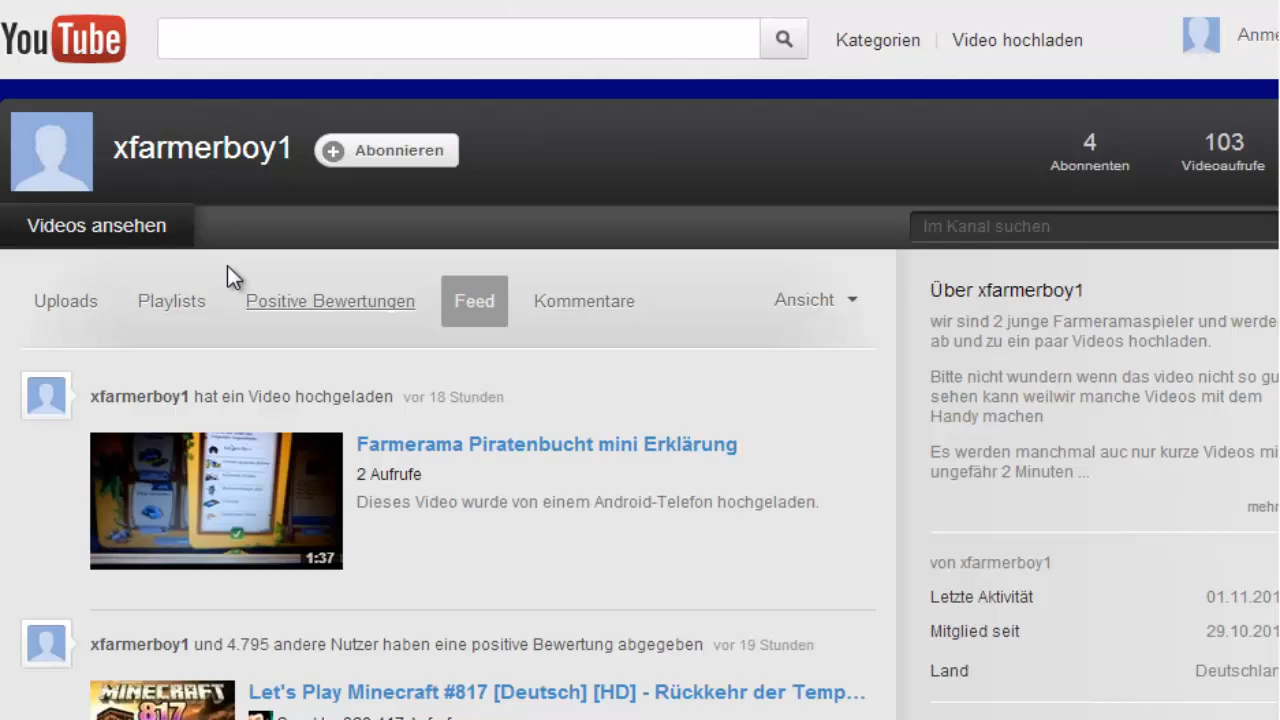 YouTube
Kategorien
Video hochladen
xfarmerboy1
Abonnieren
4
Abonnenten
103
Videoaufrufe
Videos ansehen
Im Kanal suchen
Uploads
Playlists
Positive Bewertungen
Feed
Kommentare
Ansicht
xfarmerboy1 hat ein Video hochgeladen vor 18 Stunden
1:37
Farmerama Piratenbucht mini Erklärung
2 Aufrufe
Dieses Video wurde von einem Android-Telefon hochgeladen.
xfarmerboy1 und 4.795 andere Nutzer haben eine positive Bewertung abgegeben vor 19 Stunden
MINECRAFT
817
Let's Play Minecraft #817 [Deutsch] [HD] - Rückkehr der Temp...
Über xfarmerboy1
wir sind 2 junge Farmeramaspieler und werde
ab und zu ein paar Videos hochladen.
Bitte nicht wundern wenn das video nicht so gu
sehen kann weilwir manche Videos mit dem
Handy machen
Es werden manchmal auc nur kurze Videos mi
ungefähr 2 Minuten ...
mehr
von xfarmerboy1
Letzte Aktivität 01.11.201
Mitglied seit 29.10.201
Land Deutschlan